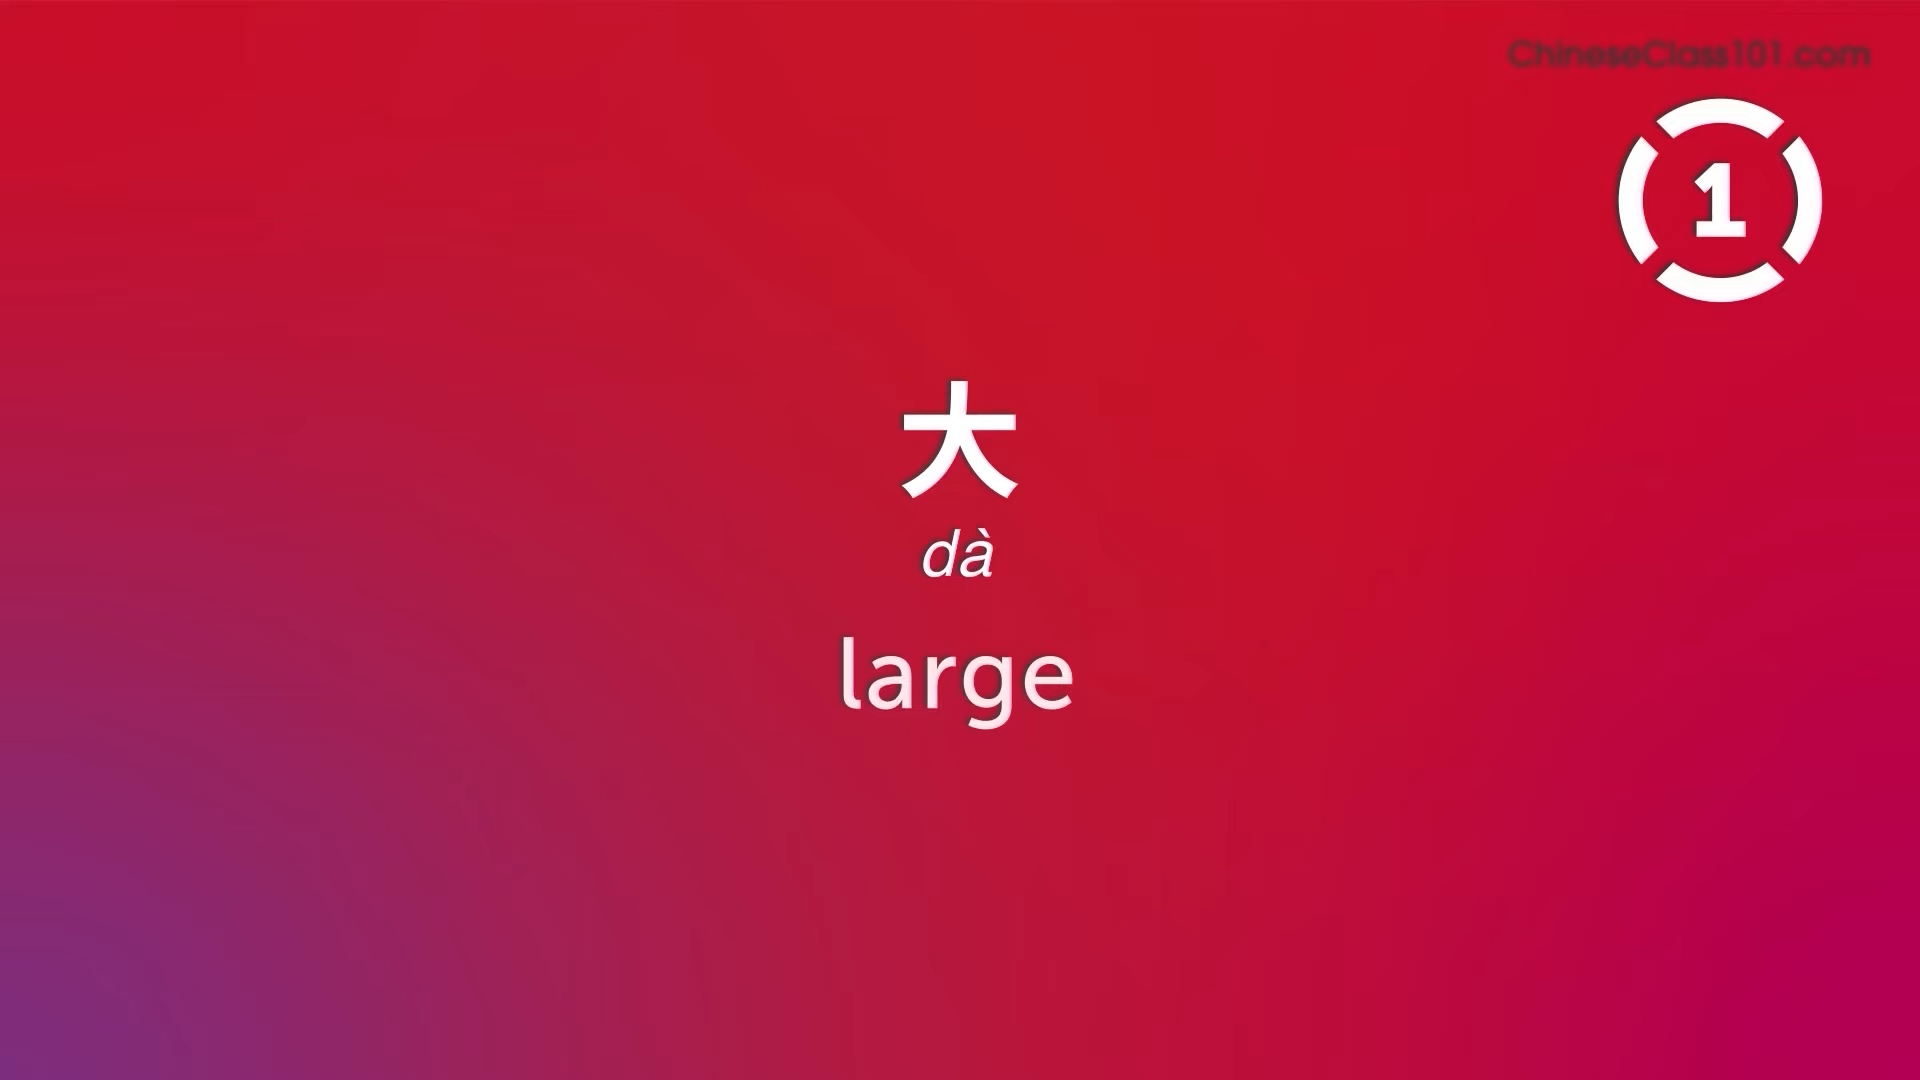 ChineseClass101.com
1
大
dà
large